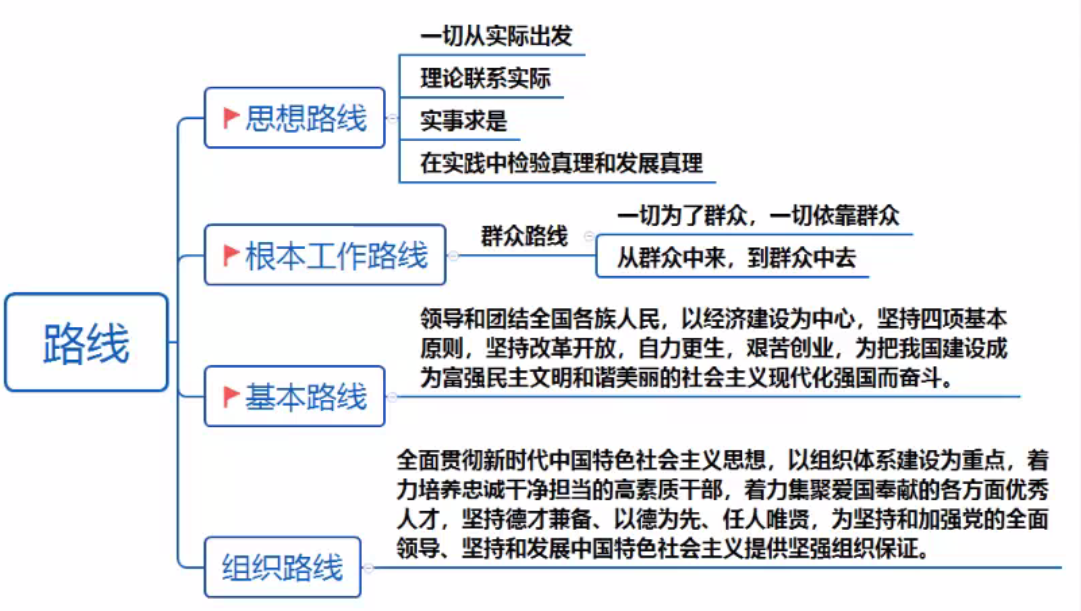 路线
思想路线
一切从实际出发
理论联系实际
实事求是
在实践中检验真理和发展真理
根本工作路线
群众路线
一切为了群众，一切依靠群众
从群众中来，到群众中去
基本路线
领导和团结全国各族人民，以经济建设为中心，坚持四项基本
原则，坚持改革开放，自力更生，艰苦创业，为把我国建设成
为富强民主文明和谐美丽的社会主义现代化强国而奋斗。
组织路线
全面贯彻新时代中国特色社会主义思想，以组织体系建设为重点，着
力培养忠诚干净担当的高素质干部，着力集聚爱国奉献的各方面优秀
人才，坚持德才兼备、以德为先、任人唯贤，为坚持和加强党的全面
领导、坚持和发展中国特色社会主义提供坚强组织保证。